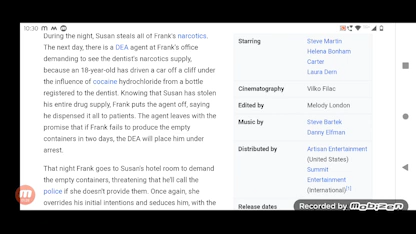 10:30
During the night, Susan steals all of Frank's narcotics.
The next day, there is a DEA agent at Frank's office
demanding to see the dentist's narcotics supply,
because an 18-year-old has driven a car off a cliff under
the influence of cocaine hydrochloride from a bottle
registered to the dentist. Knowing that Susan has stolen
his entire drug supply, Frank puts the agent off, saying
he dispensed it all to patients. The agent leaves with the
promise that if Frank fails to produce the empty
containers in two days, the DEA will place him under
arrest.
That night Frank goes to Susan's hotel room to demand
the empty containers, threatening that he'll call the
police if she doesn't provide them. Once again, she
overrides his initial intentions and seduces him, with the
Starring
Steve Martin
Helena Bonham
Carter
Laura Dern
Cinematography
Vilko Filac
Edited by
Melody London
Music by
Steve Bartek
Danny Elfman
Distributed by
Artisan Entertainment
(United States)
Summit
Entertainment
(International)[1]
Release dates
Recorded by Mobizen